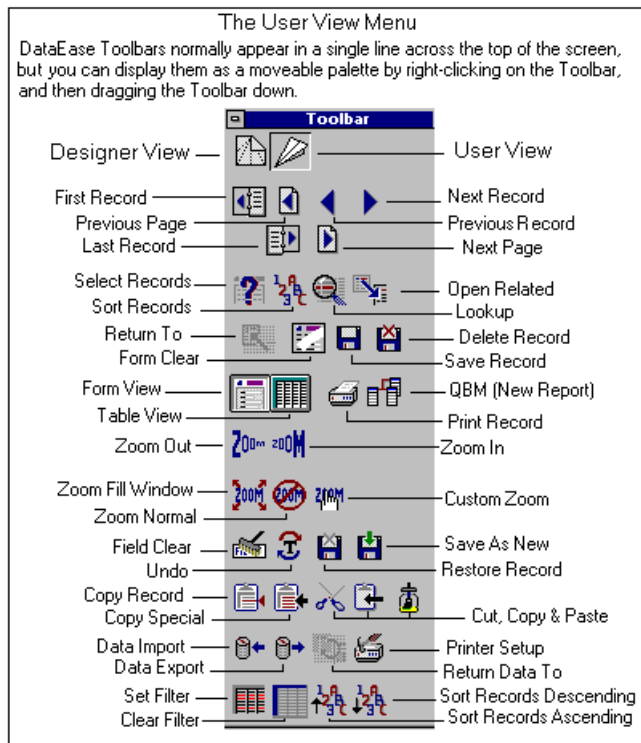 The User View Menu
DataEase Toolbars normally appear in a single line across the top of the screen,
but you can display them as a moveable palette by right-clicking on the Toolbar,
and then dragging the Toolbar down.
Toolbar
Designer View
User View
First Record
Next Record
Previous Page
Previous Record
Last Record
Next Page
Select Records
Open Related
Sort Records
Lookup
Return To
Delete Record
Form Clear
Save Record
Form View
QBM (New Report)
Table View
Print Record
Zoom Out
Zoom In
Zoom Fill Window
Custom Zoom
Zoom Normal
Field Clear
Save As New
Undo
Restore Record
Copy Record
Copy Special
Cut, Copy & Paste
Data Import
Printer Setup
Data Export
Return Data To
Set Filter
Sort Records Descending
Clear Filter
Sort Records Ascending